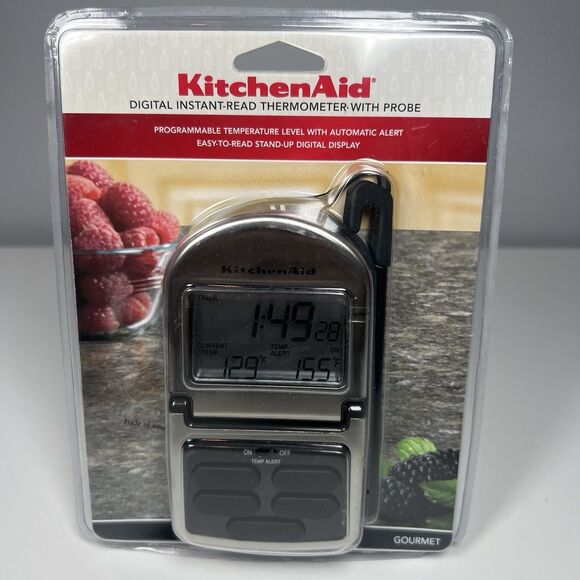 KitchenAid®
DIGITAL INSTANT-READ THERMOMETER WITH PROBE
PROGRAMMABLE TEMPERATURE LEVEL WITH AUTOMATIC ALERT
EASY-TO-READ STAND-UP DIGITAL DISPLAY
KitchenAid
TIMER
1:49 28
CURRENT TEMP TEMP ALERT ON
129°F 155°F
ON OFF
TEMP ALERT
GOURMET